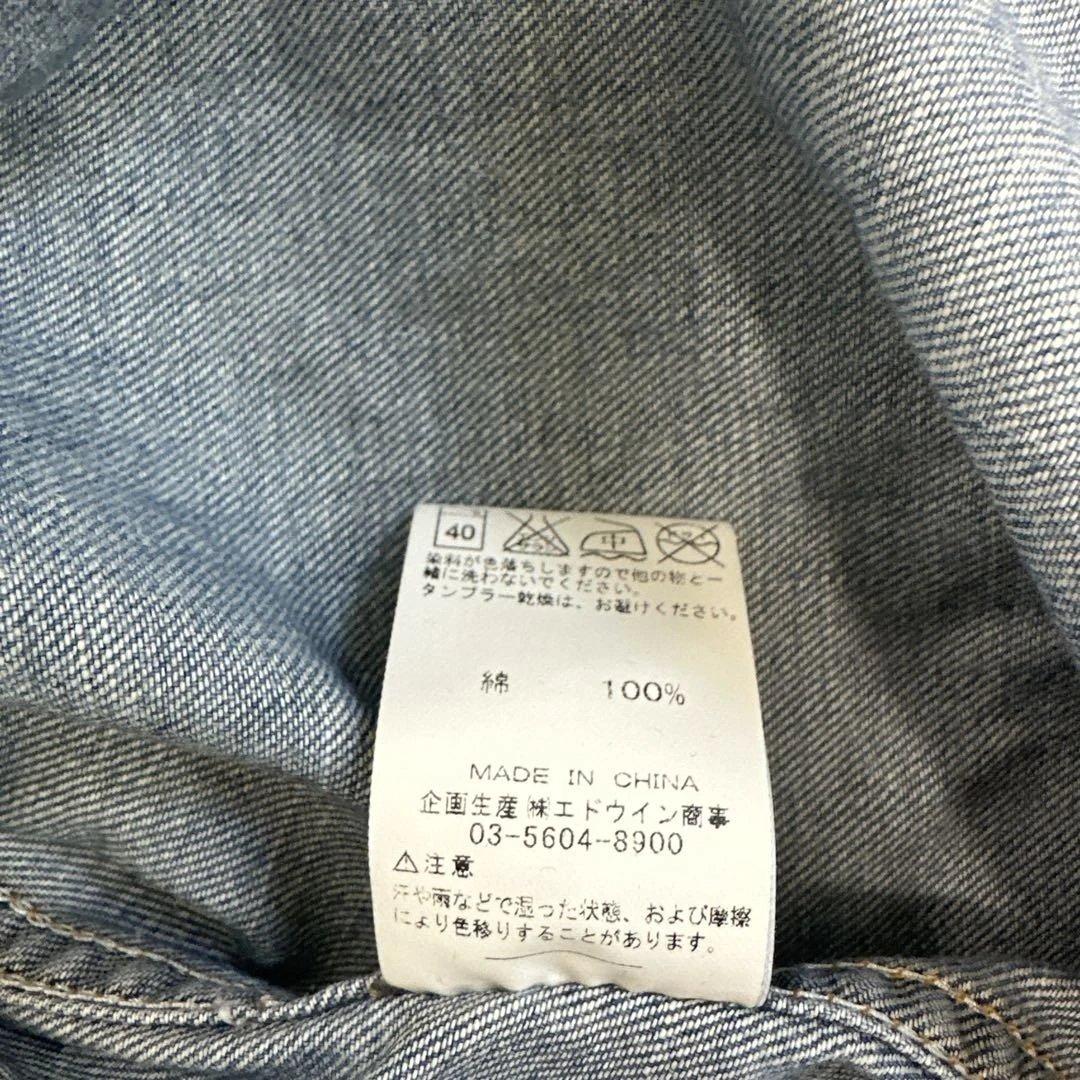 40 中
染料が色落ちしますので他の物と一
緒に洗わないでください。
タンブラー乾燥は、お避けください。
綿 100%
MADE IN CHINA
企画生産㈱エドウイン商事
03-5604-8900
⚠注意
汗や雨などで湿った状態、および摩擦
により色移りすることがあります。